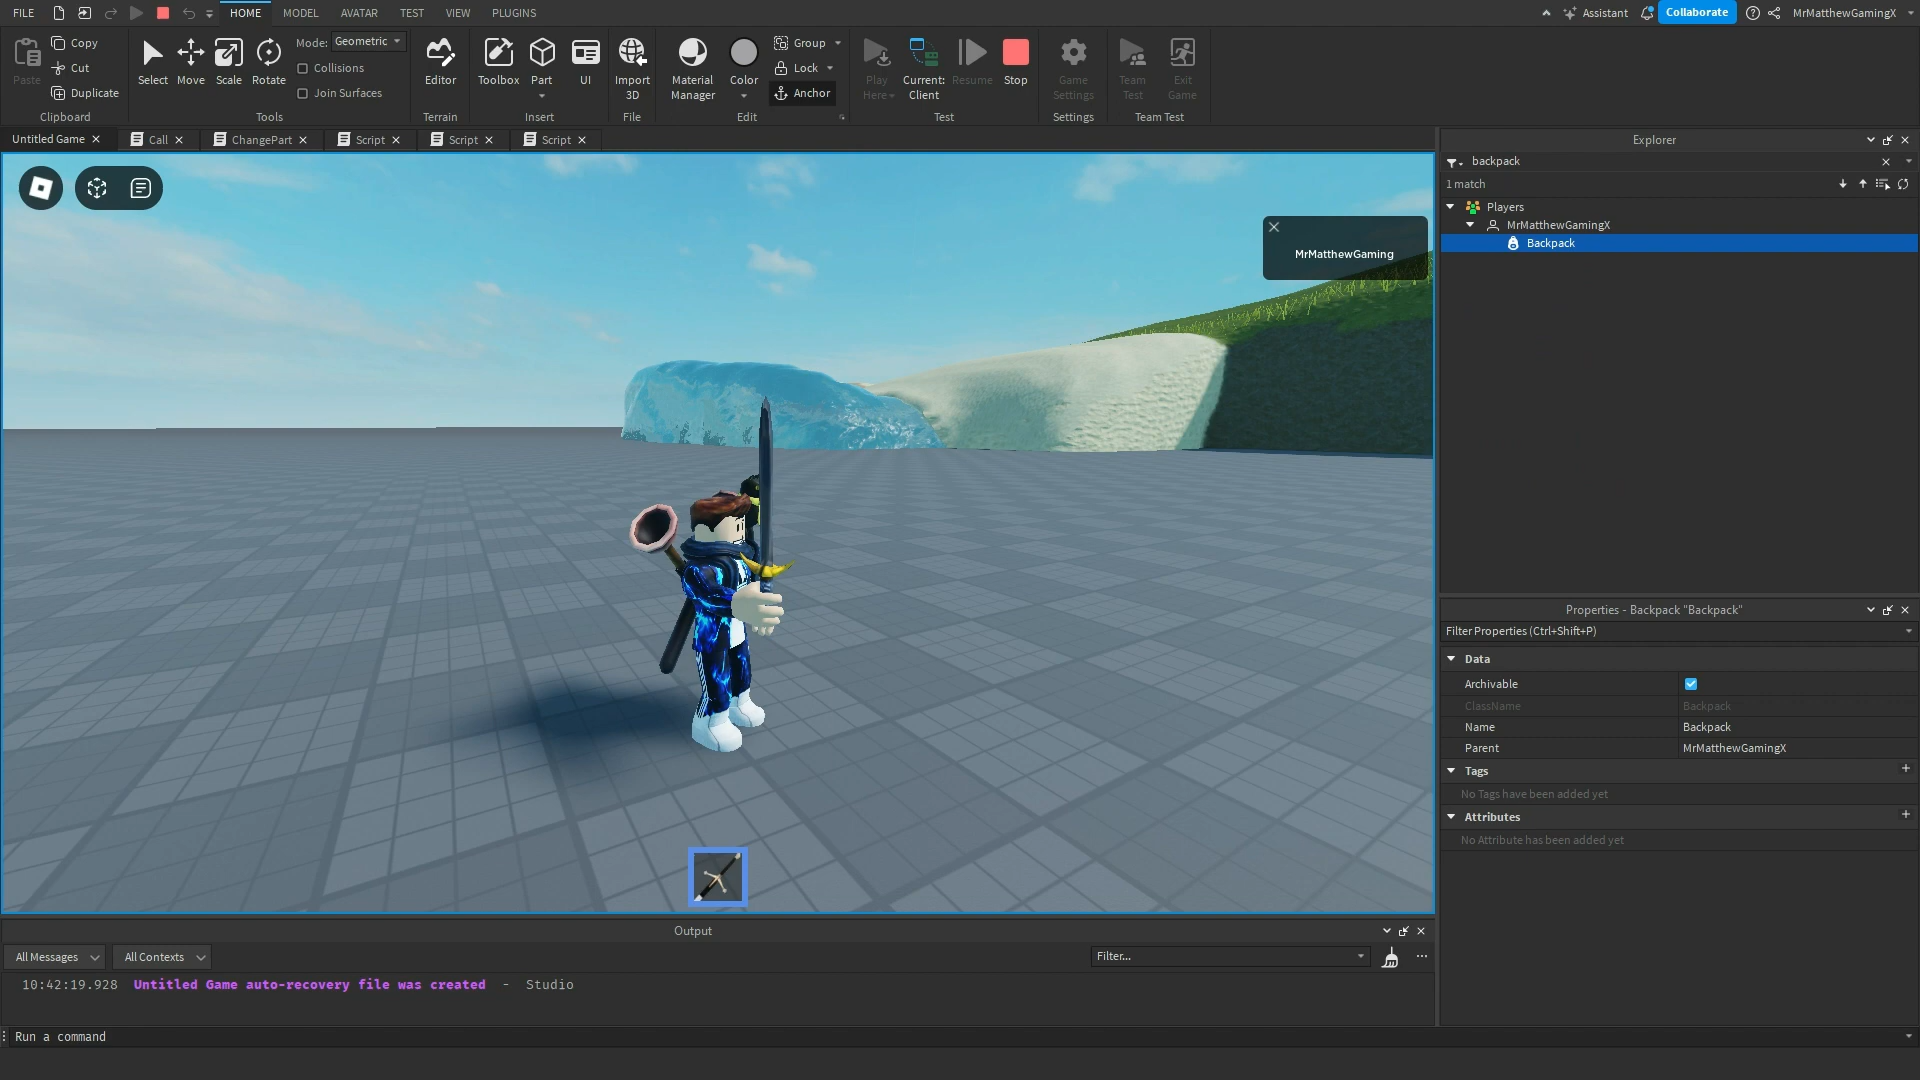 FILE
HOME
MODEL
AVATAR
TEST
VIEW
PLUGINS
Assistant
Collaborate
MrMatthewGamingX
Paste
Copy
Cut
Duplicate
Clipboard
Select
Move
Scale
Rotate
Mode: Geometric
Collisions
Join Surfaces
Tools
Editor
Terrain
Toolbox
Part
UI
Insert
Import
3D
File
Material
Manager
Color
Group
Lock
Anchor
Edit
Play
Here
Current:
Client
Resume
Stop
Test
Game
Settings
Settings
Team
Test
Exit
Game
Team Test
Untitled Game
Call
ChangePart
Script
Script
Script
MrMatthewGaming
Explorer
backpack
1 match
Players
MrMatthewGamingX
Backpack
Properties - Backpack "Backpack"
Filter Properties (Ctrl+Shift+P)
Data
Archivable
ClassName Backpack
Name Backpack
Parent MrMatthewGamingX
Tags
No Tags have been added yet
Attributes
No Attribute has been added yet
Output
All Messages
All Contexts
Filter...
10:42:19.928 Untitled Game auto-recovery file was created - Studio
Run a command